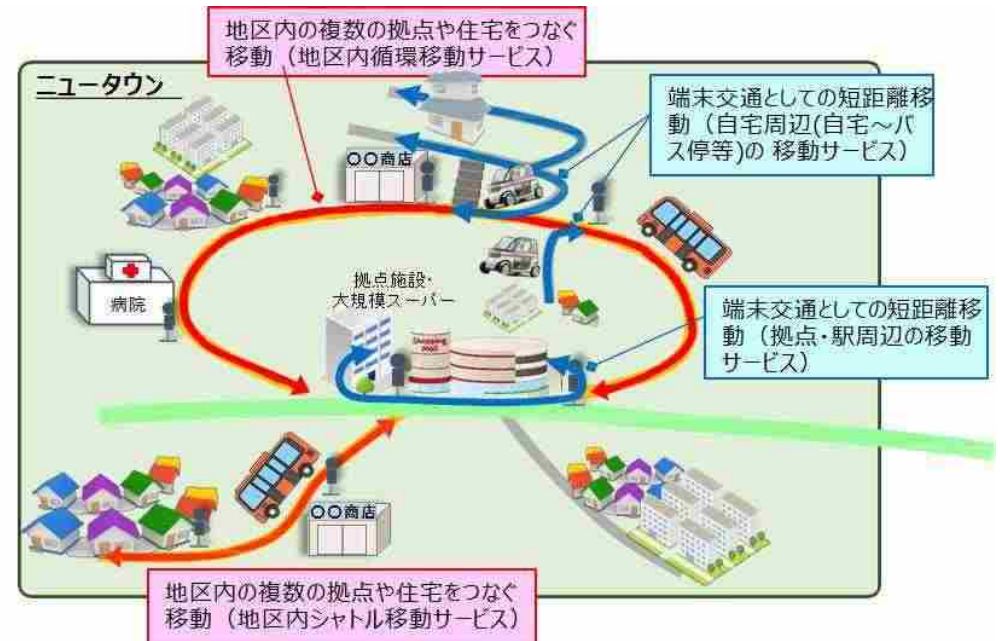 地区内の複数の拠点や住宅をつなぐ
移動（地区内循環移動サービス）
ニュータウン
端末交通としての短距離移
動（自宅周辺(自宅～バ
ス停等)の 移動サービス）
〇〇商店
拠点施設・
大規模スーパー
病院
Shopping
Mall
端末交通としての短距離移
動（拠点・駅周辺の移動
サービス）
〇〇商店
地区内の複数の拠点や住宅をつなぐ
移動（地区内シャトル移動サービス）